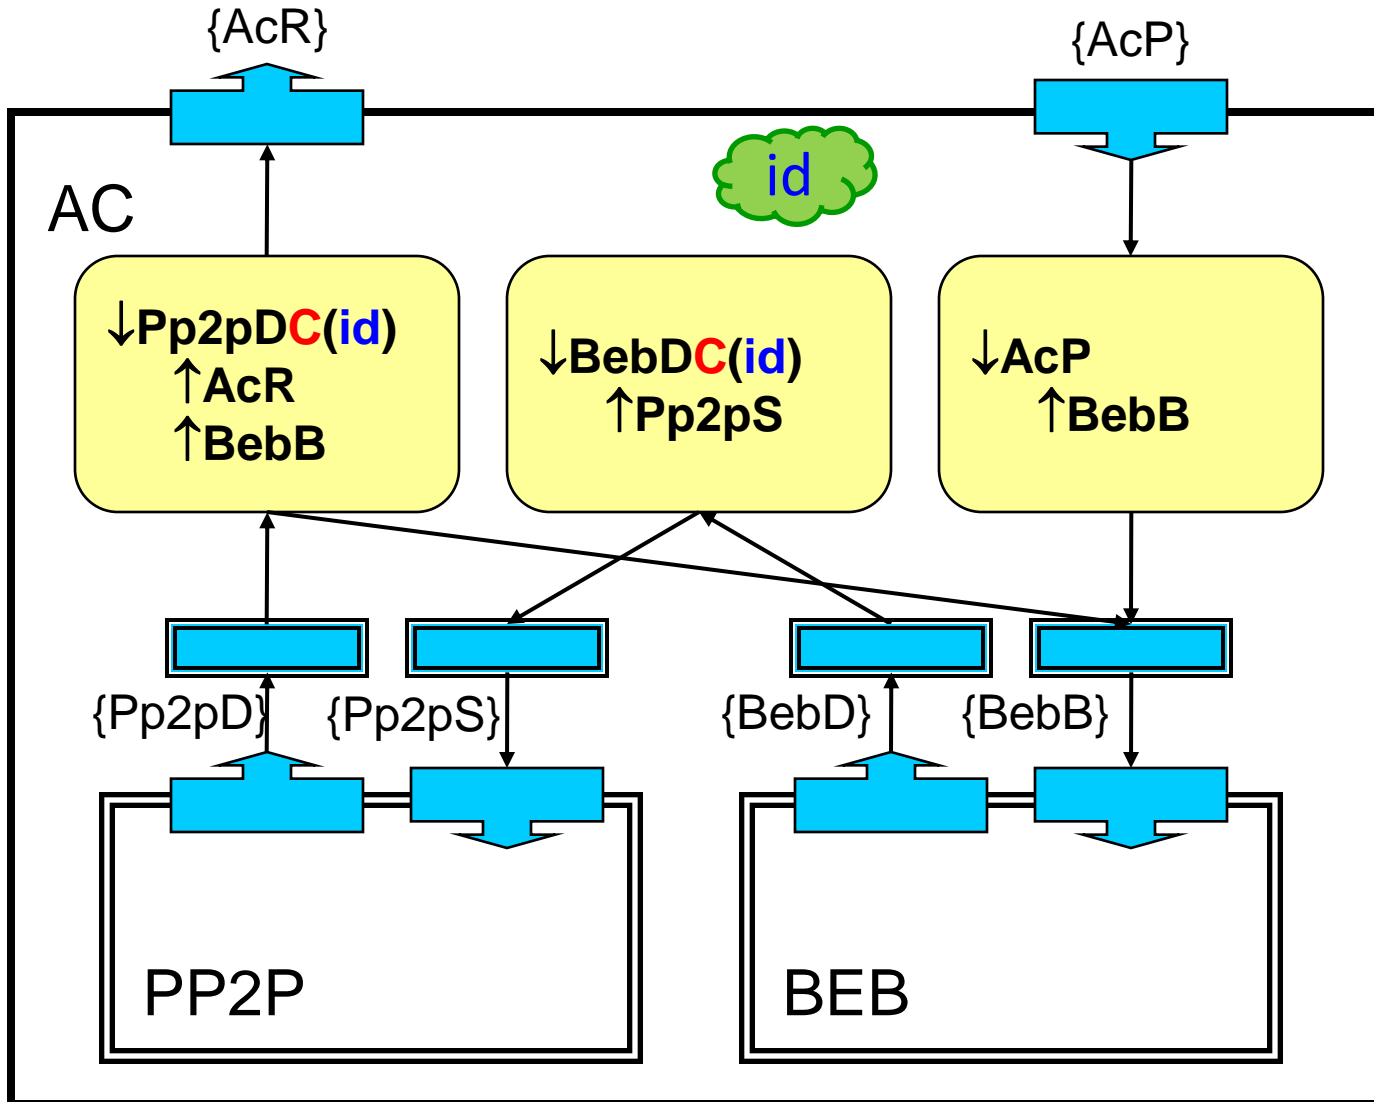 {AcR}
{AcP}
id
AC
↓Pp2pDC(id)
↑AcR
↑BebB
↓BebDC(id)
↑Pp2pS
↓AcP
↑BebB
{Pp2pD}
{Pp2pS}
{BebD}
{BebB}
PP2P
BEB